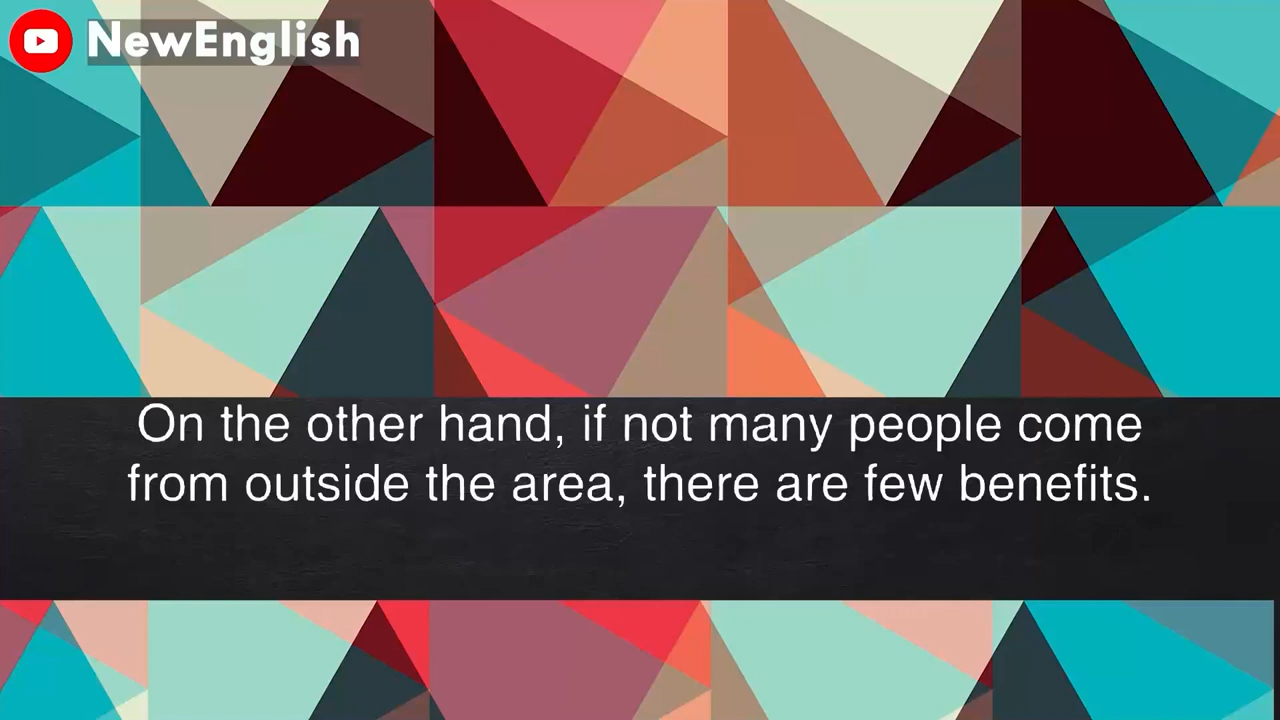 NewEnglish
On the other hand, if not many people come
from outside the area, there are few benefits.